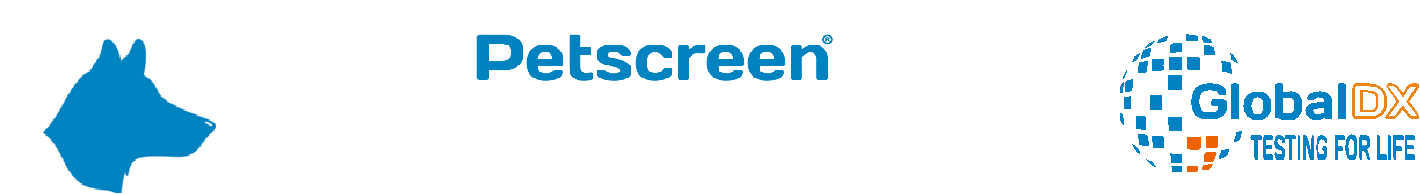 Petscreen®
GlobalDX
TESTING FOR LIFE